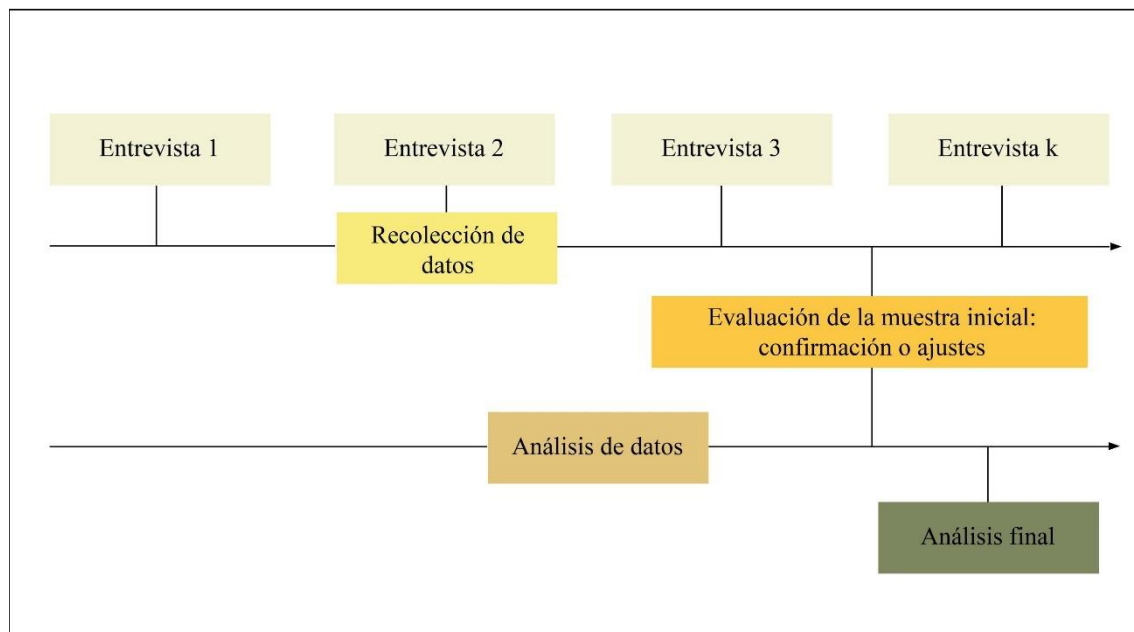 Entrevista 1
Entrevista 2
Entrevista 3
Entrevista k
Recolección de
datos
Evaluación de la muestra inicial:
confirmación o ajustes
Análisis de datos
Análisis final